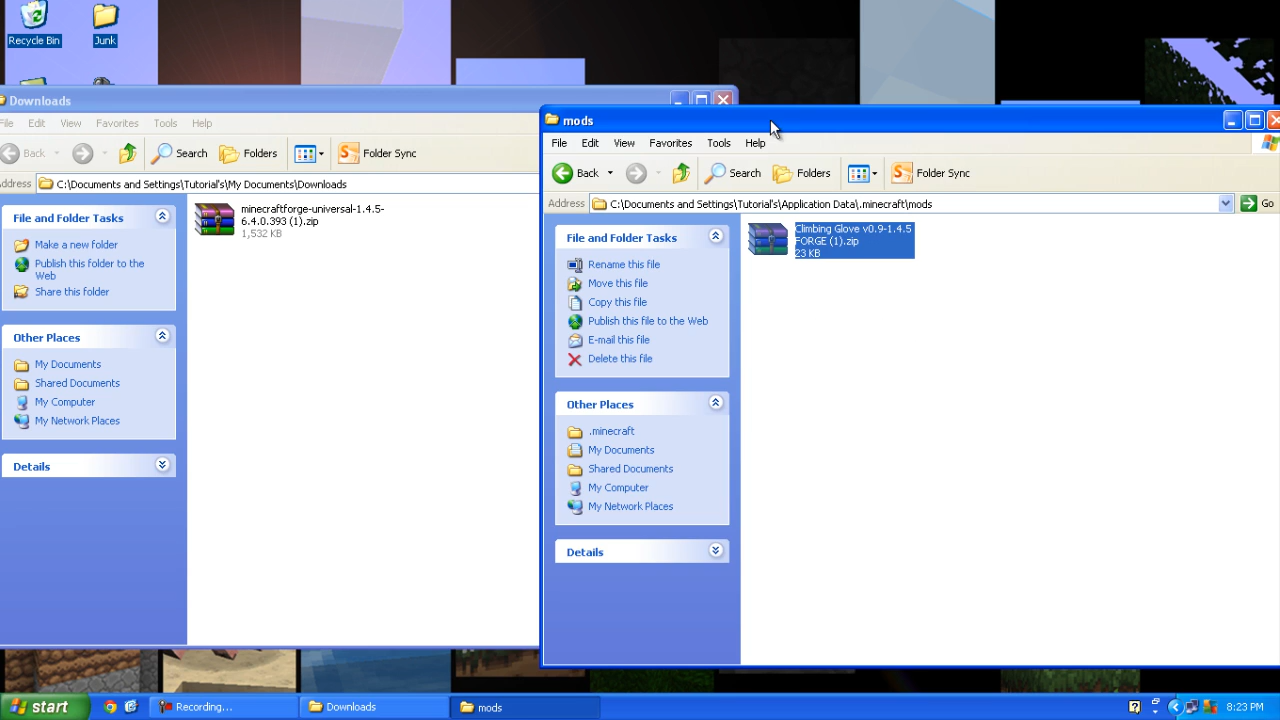 Recycle Bin
Junk
Downloads
File Edit View Favorites Tools Help
Back Search Folders Folder Sync
Address C:\Documents and Settings\Tutorial's\My Documents\Downloads
File and Folder Tasks
Make a new folder
Publish this folder to the
Web
Share this folder
Other Places
My Documents
Shared Documents
My Computer
My Network Places
Details
minecraftforge-universal-1.4.5-
6.4.0.393 (1).zip
1,532 KB
mods
File Edit View Favorites Tools Help
Back Search Folders Folder Sync
Address C:\Documents and Settings\Tutorial's\Application Data\.minecraft\mods Go
File and Folder Tasks
Rename this file
Move this file
Copy this file
Publish this file to the Web
E-mail this file
Delete this file
Other Places
.minecraft
My Documents
Shared Documents
My Computer
My Network Places
Details
Climbing Glove v0.9-1.4.5
FORGE (1).zip
23 KB
start Recording... Downloads mods 8:23 PM